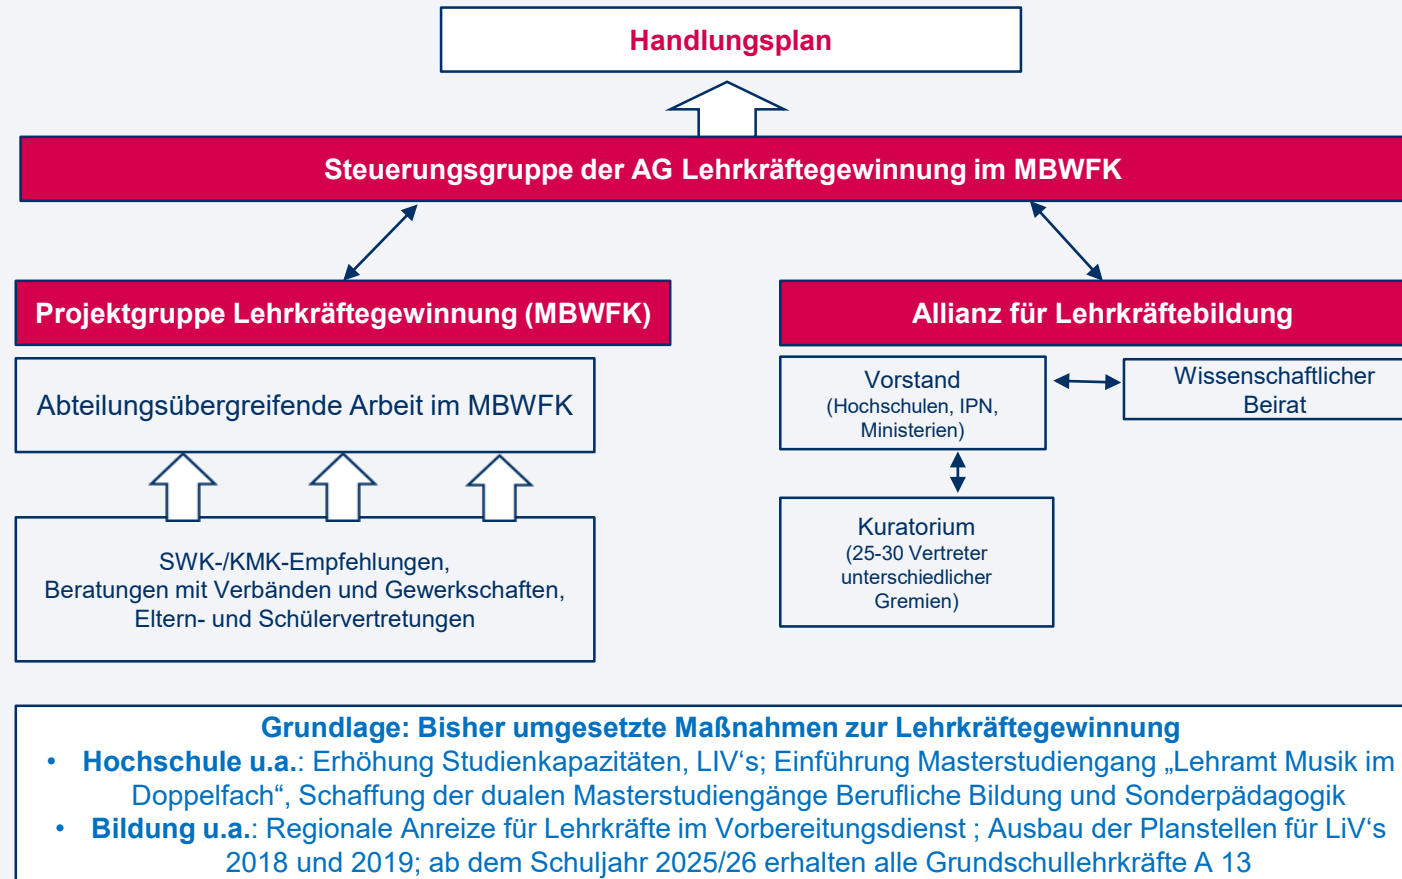 Handlungsplan
Steuerungsgruppe der AG Lehrkräftegewinnung im MBWFK
Projektgruppe Lehrkräftegewinnung (MBWFK)
Abteilungsübergreifende Arbeit im MBWFK
SWK-/KMK-Empfehlungen,
Beratungen mit Verbänden und Gewerkschaften,
Eltern- und Schülervertretungen
Allianz für Lehrkräftebildung
Vorstand
(Hochschulen, IPN,
Ministerien)
Wissenschaftlicher
Beirat
Kuratorium
(25-30 Vertreter
unterschiedlicher
Gremien)
Grundlage: Bisher umgesetzte Maßnahmen zur Lehrkräftegewinnung
• Hochschule u.a.: Erhöhung Studienkapazitäten, LIV‘s; Einführung Masterstudiengang „Lehramt Musik im
Doppelfach“, Schaffung der dualen Masterstudiengänge Berufliche Bildung und Sonderpädagogik
• Bildung u.a.: Regionale Anreize für Lehrkräfte im Vorbereitungsdienst ; Ausbau der Planstellen für LiV‘s
2018 und 2019; ab dem Schuljahr 2025/26 erhalten alle Grundschullehrkräfte A 13